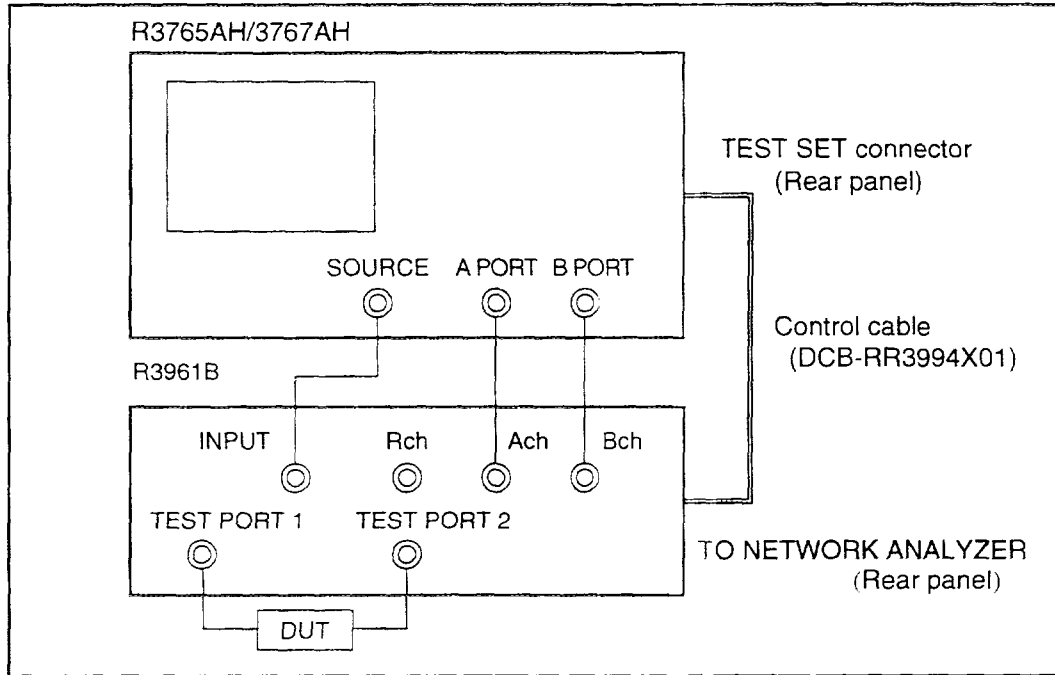 R3765AH/3767AH
TEST SET connector
(Rear panel)
SOURCE A PORT B PORT
Control cable
(DCB-RR3994X01)
R3961B
INPUT Rch Ach Bch
TEST PORT 1 TEST PORT 2
TO NETWORK ANALYZER
(Rear panel)
DUT